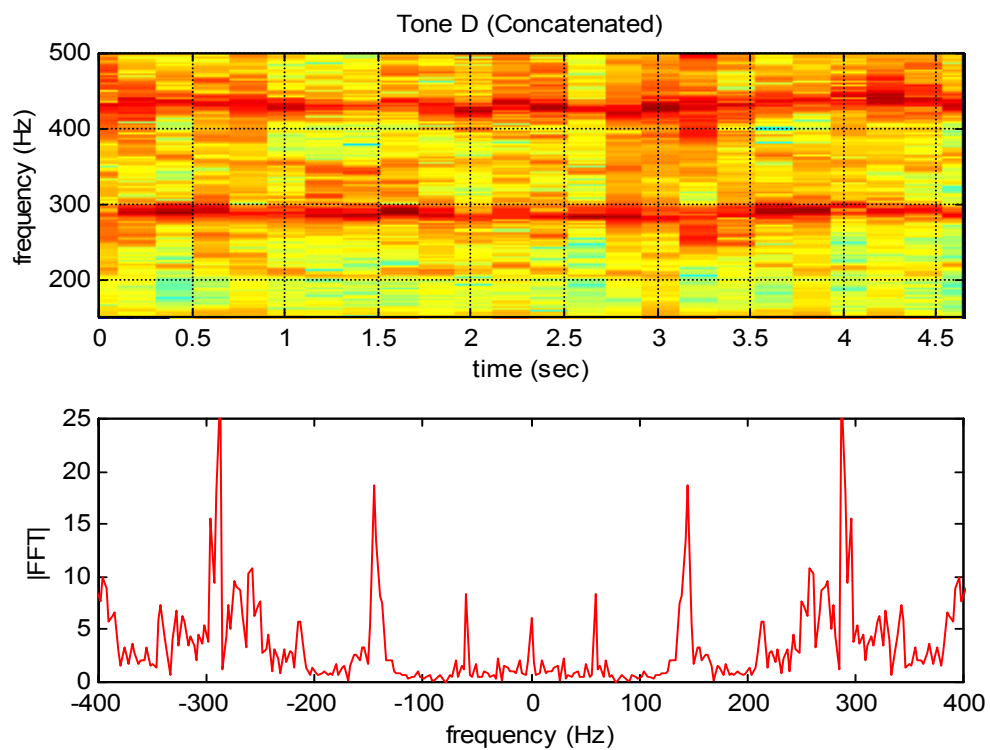 Tone D (Concatenated)
500
400
300
200
frequency (Hz)
0 0.5 1 1.5 2 2.5 3 3.5 4 4.5
time (sec)
25
20
15
10
5
0
|FFT|
-400 -300 -200 -100 0 100 200 300 400
frequency (Hz)